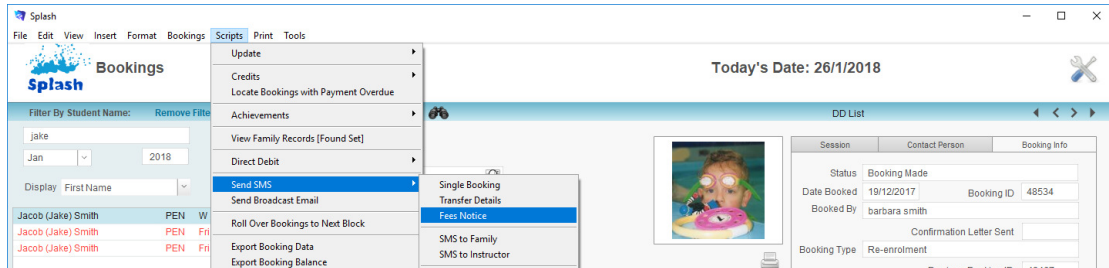 Splash
File Edit View Insert Format Bookings Scripts Print Tools
Splash
Bookings
Today's Date: 26/1/2018
Update
Credits
Locate Bookings with Payment Overdue
Achievements
View Family Records [Found Set]
Direct Debit
Send SMS
Send Broadcast Email
Roll Over Bookings to Next Block
Export Booking Data
Export Booking Balance
Single Booking
Transfer Details
Fees Notice
SMS to Family
SMS to Instructor
Filter By Student Name: Remove Filte
jake
Jan 2018
Display First Name
Jacob (Jake) Smith PEN W
Jacob (Jake) Smith PEN Fri
Jacob (Jake) Smith PEN Fri
DD List
Session Contact Person Booking Info
Status Booking Made
Date Booked 19/12/2017 Booking ID 48534
Booked By barbara smith
Confirmation Letter Sent
Booking Type Re-enrolment